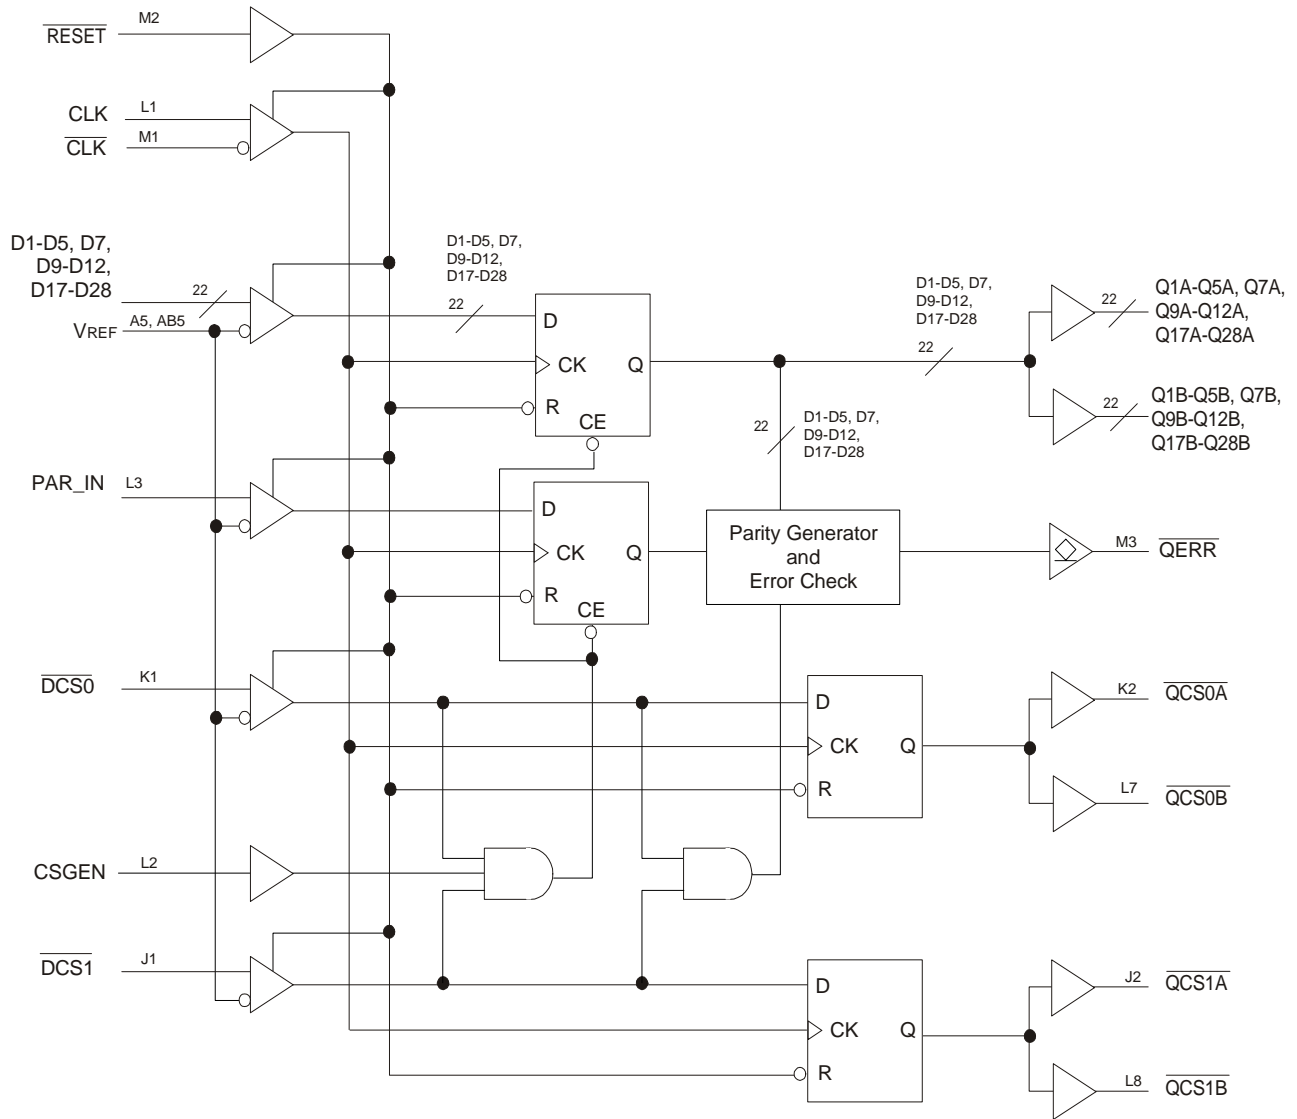 M2
RESET
L1
CLK
M1
CLK
D1-D5, D7,
D9-D12,
D17-D28
22
A5, AB5
VREF
D1-D5, D7,
D9-D12,
D17-D28
22
D
CK
Q
R
CE
D1-D5, D7,
D9-D12,
D17-D28
22
22
Q1A-Q5A, Q7A,
Q9A-Q12A,
Q17A-Q28A
22
Q1B-Q5B, Q7B,
Q9B-Q12B,
Q17B-Q28B
22
D1-D5, D7,
D9-D12,
D17-D28
PAR_IN
L3
D
CK
Q
R
CE
Parity Generator
and
Error Check
M3
QERR
DCS0
K1
D
CK
Q
R
K2
QCS0A
L7
QCS0B
CSGEN
L2
DCS1
J1
D
CK
Q
R
J2
QCS1A
L8
QCS1B